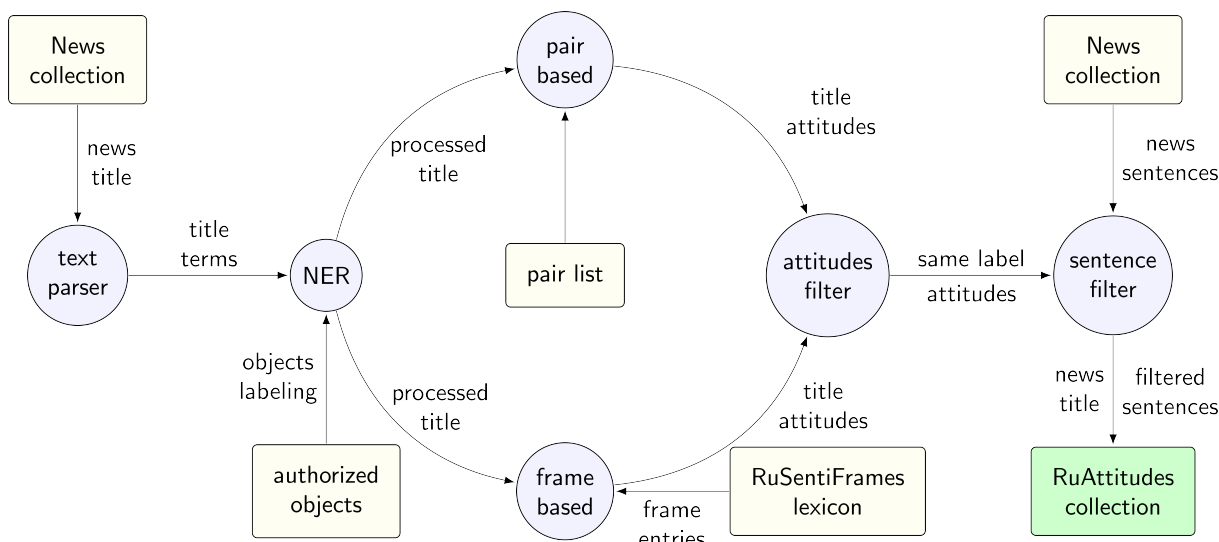 News
collection
news
title
text
parser
title
terms
NER
objects
labeling
authorized
objects
processed
title
pair
based
pair list
processed
title
frame
based
title
attitudes
title
attitudes
RuSentiFrames
lexicon
frame
entries
attitudes
filter
same label
attitudes
News
collection
news
sentences
sentence
filter
news
title
filtered
sentences
RuAttitudes
collection